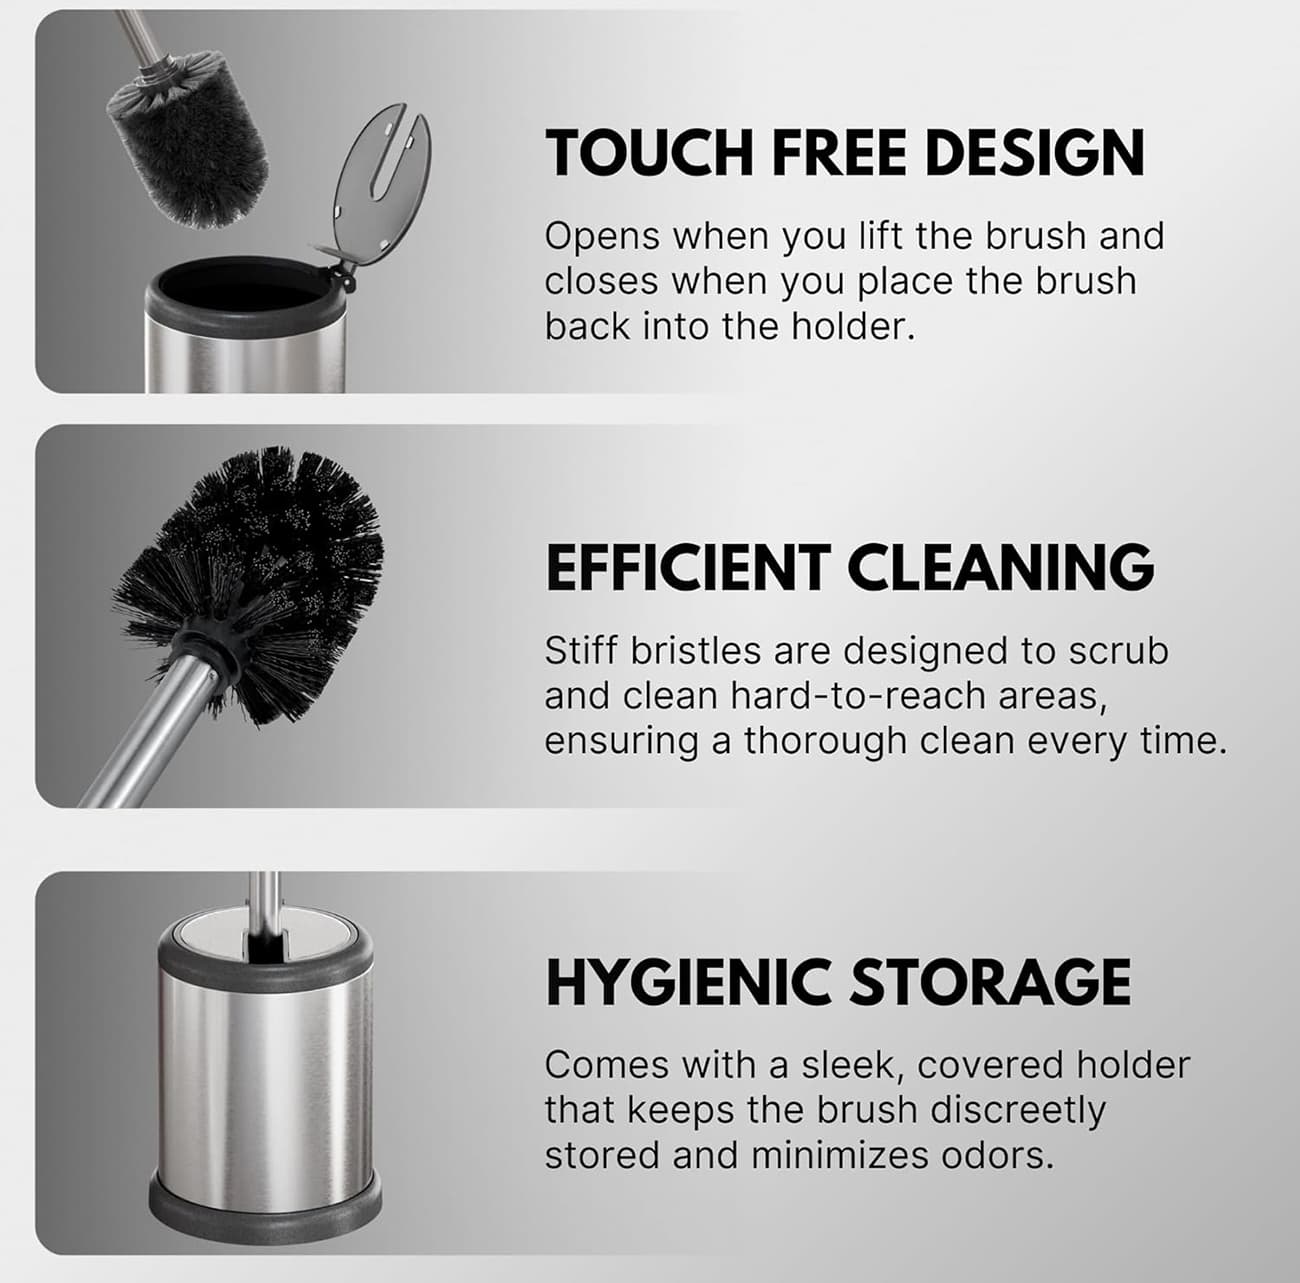 TOUCH FREE DESIGN
Opens when you lift the brush and
closes when you place the brush
back into the holder.
EFFICIENT CLEANING
Stiff bristles are designed to scrub
and clean hard-to-reach areas,
ensuring a thorough clean every time.
HYGIENIC STORAGE
Comes with a sleek, covered holder
that keeps the brush discreetly
stored and minimizes odors.